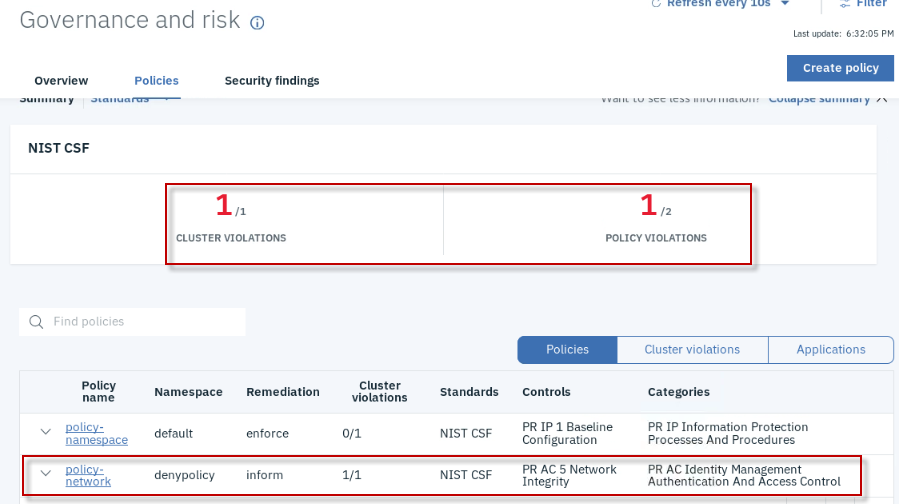 Governance and risk
Refresh every 10s
Filter
Last update: 6:32:05 PM
Create policy
Overview
Policies
Security findings
Summary
Standards
Want to see less information?
Collapse summary
NIST CSF
1 /1
CLUSTER VIOLATIONS
1 /2
POLICY VIOLATIONS
Find policies
Policies
Cluster violations
Applications
Policy name
Namespace
Remediation
Cluster violations
Standards
Controls
Categories
policy-
namespace
default
enforce
0/1
NIST CSF
PR IP 1 Baseline
Configuration
PR IP Information Protection
Processes And Procedures
policy-
network
denypolicy
inform
1/1
NIST CSF
PR AC 5 Network
Integrity
PR AC Identity Management
Authentication And Access Control